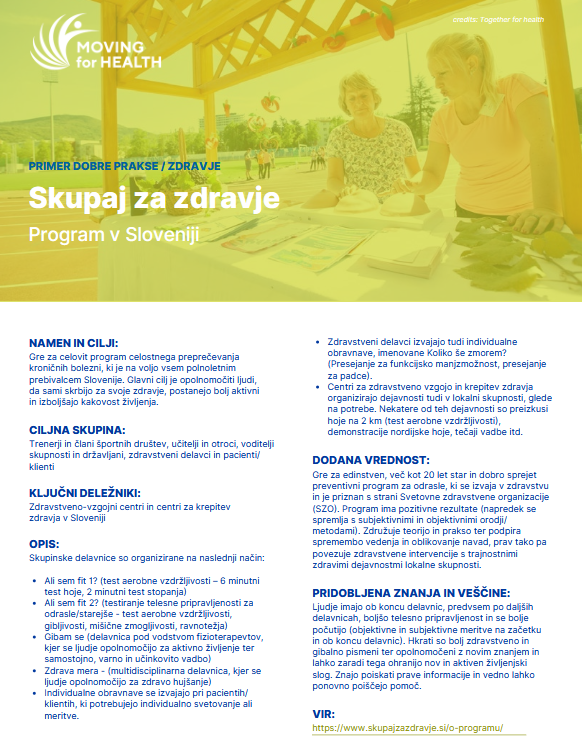 credits: Together for health
MOVING
for HEALTH
PRIMER DOBRE PRAKSE / ZDRAVJE
Skupaj za zdravje
Program v Sloveniji
NAMEN IN CILJI:
Gre za celovit program celostnega preprečevanja
kroničnih bolezni, ki je na voljo vsem polnoletnim
prebivalcem Slovenije. Glavni cilj je opolnomočiti ljudi,
da sami skrbijo za svoje zdravje, postanejo bolj aktivni
in izboljšajo kakovost življenja.
CILJNA SKUPINA:
Trenerji in člani športnih društev, učitelji in otroci, voditelji
skupnosti in državljani, zdravstveni delavci in pacienti/
klienti
KLJUČNI DELEŽNIKI:
Zdravstveno-vzgojni centri in centri za krepitev
zdravja v Sloveniji
OPIS:
Skupinske delavnice so organizirane na naslednji način:
• Ali sem fit 1? (test aerobne vzdržljivosti – 6 minutni
test hoje, 2 minutni test stopanja)
• Ali sem fit 2? (testiranje telesne pripravljenosti za
odrasle/starejše - test aerobne vzdržljivosti,
gibljivosti, mišične zmogljivosti, ravnotežja)
• Gibam se (delavnica pod vodstvom fizioterapevtov,
kjer se ljudje opolnomočijo za aktivno življenje ter
samostojno, varno in učinkovito vadbo)
• Zdrava mera - (multidisciplinarna delavnica, kjer se
ljudje opolnomočijo za zdravo hujšanje)
• Individualne obravnave se izvajajo pri pacientih/
klientih, ki potrebujejo individualno svetovanje ali
meritve.
• Zdravstveni delavci izvajajo tudi individualne
obravnave, imenovane Koliko še zmorem?
(Presejanje za funkcijsko manjzmožnost, presejanje
za padce).
• Centri za zdravstveno vzgojo in krepitev zdravja
organizirajo dejavnosti tudi v lokalni skupnosti, glede
na potrebe. Nekatere od teh dejavnosti so preizkusi
hoje na 2 km (test aerobne vzdržljivosti),
demonstracije nordijske hoje, tečaji vadbe itd.
DODANA VREDNOST:
Gre za edinstven, več kot 20 let star in dobro sprejet
preventivni program za odrasle, ki se izvaja v zdravstvu
in je priznan s strani Svetovne zdravstvene organizacije
(SZO). Program ima pozitivne rezultate (napredek se
spremlja s subjektivnimi in objektivnimi orodji/
metodami). Združuje teorijo in prakso ter podpira
spremembo vedenja in oblikovanje navad, prav tako pa
povezuje zdravstvene intervencije s trajnostnimi
zdravimi dejavnostmi lokalne skupnosti.
PRIDOBLJENA ZNANJA IN VEŠČINE:
Ljudje imajo ob koncu delavnic, predvsem po daljših
delavnicah, boljšo telesno pripravljenost in se bolje
počutijo (objektivne in subjektivne meritve na začetku
in ob koncu delavnic). Hkrati so bolj zdravstveno in
gibalno pismeni ter opolnomočeni z novim znanjem in
lahko zaradi tega ohranijo nov in aktiven življenjski
slog. Znajo poiskati prave informacije in vedno lahko
ponovno poiščejo pomoč.
VIR:
https://www.skupajzazdravje.si/o-programu/